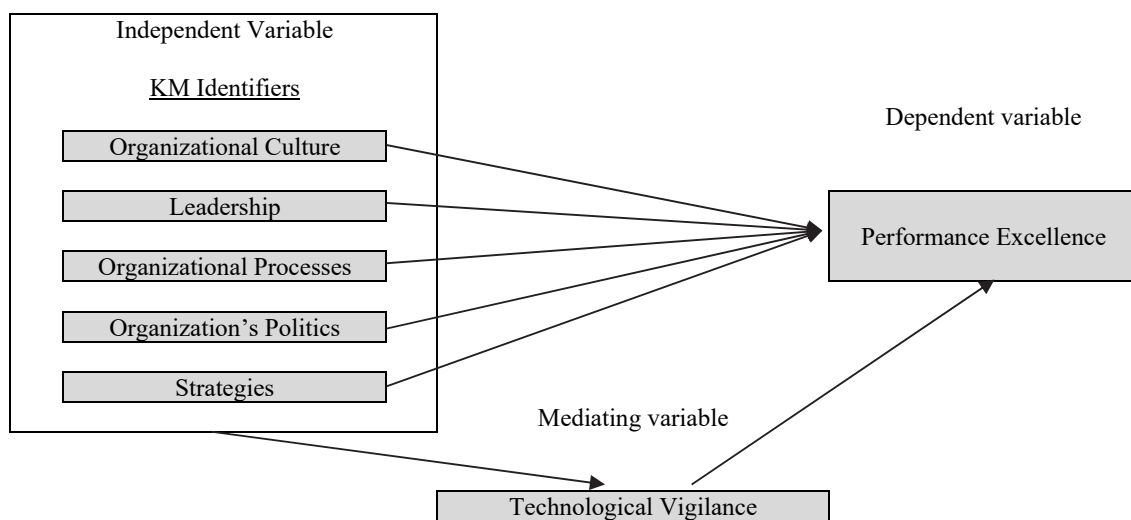 Independent Variable
KM Identifiers
Organizational Culture
Leadership
Organizational Processes
Organization’s Politics
Strategies
Dependent variable
Performance Excellence
Mediating variable
Technological Vigilance